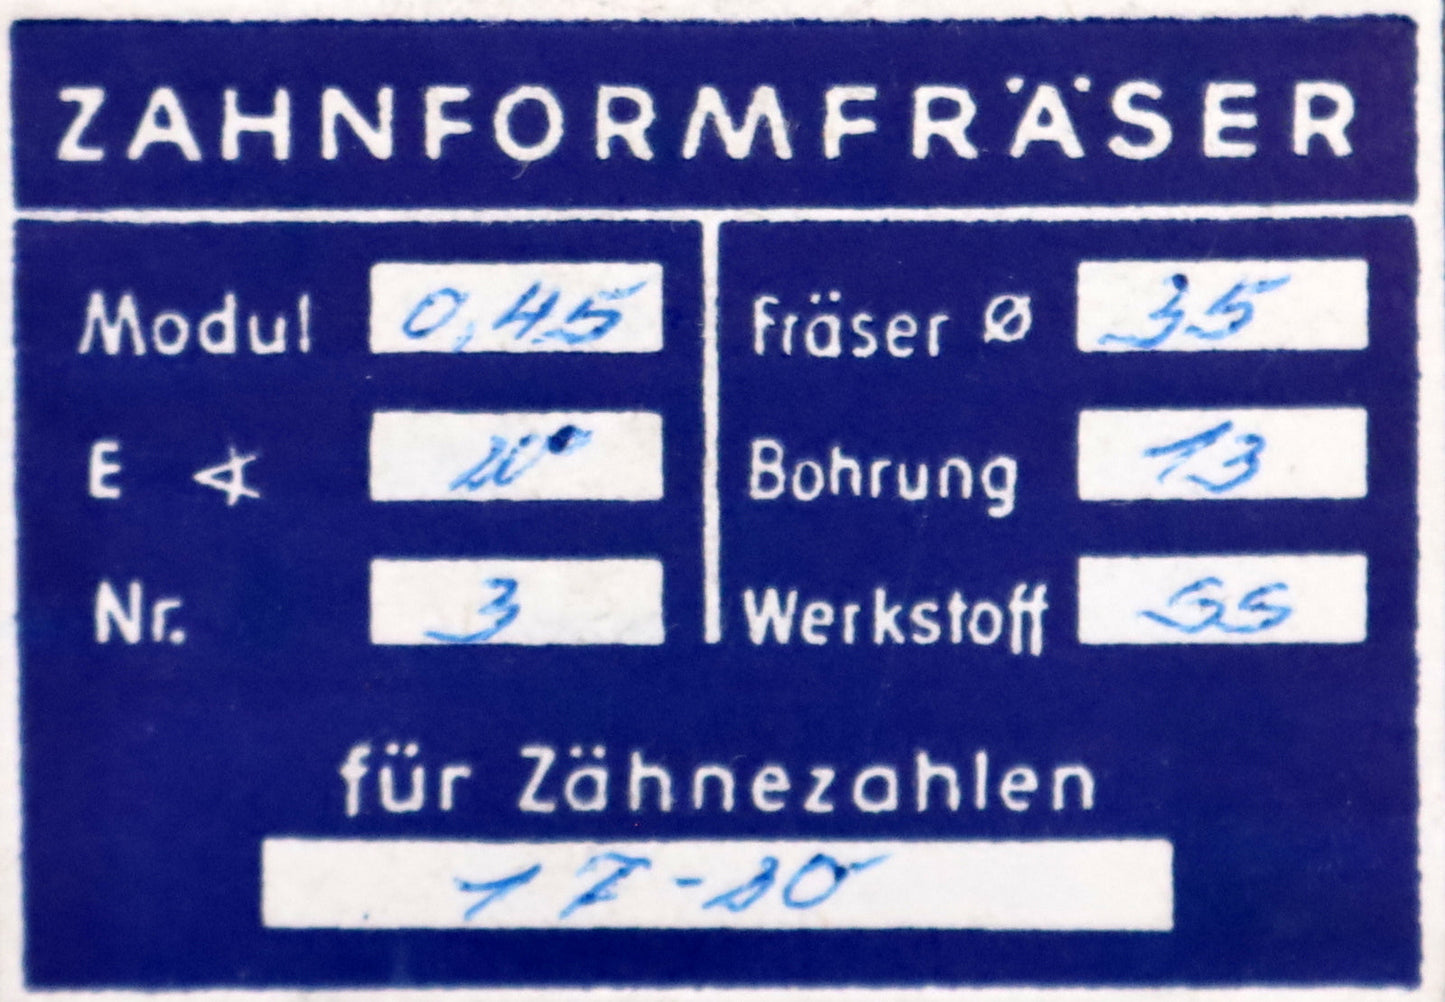 ZAHNFORMFRÄSER
Modul 0,45
E ∢ 20°
Nr. 3
Fräser Ø 35
Bohrung 13
Werkstoff SS
für Zähnezahlen
17-20